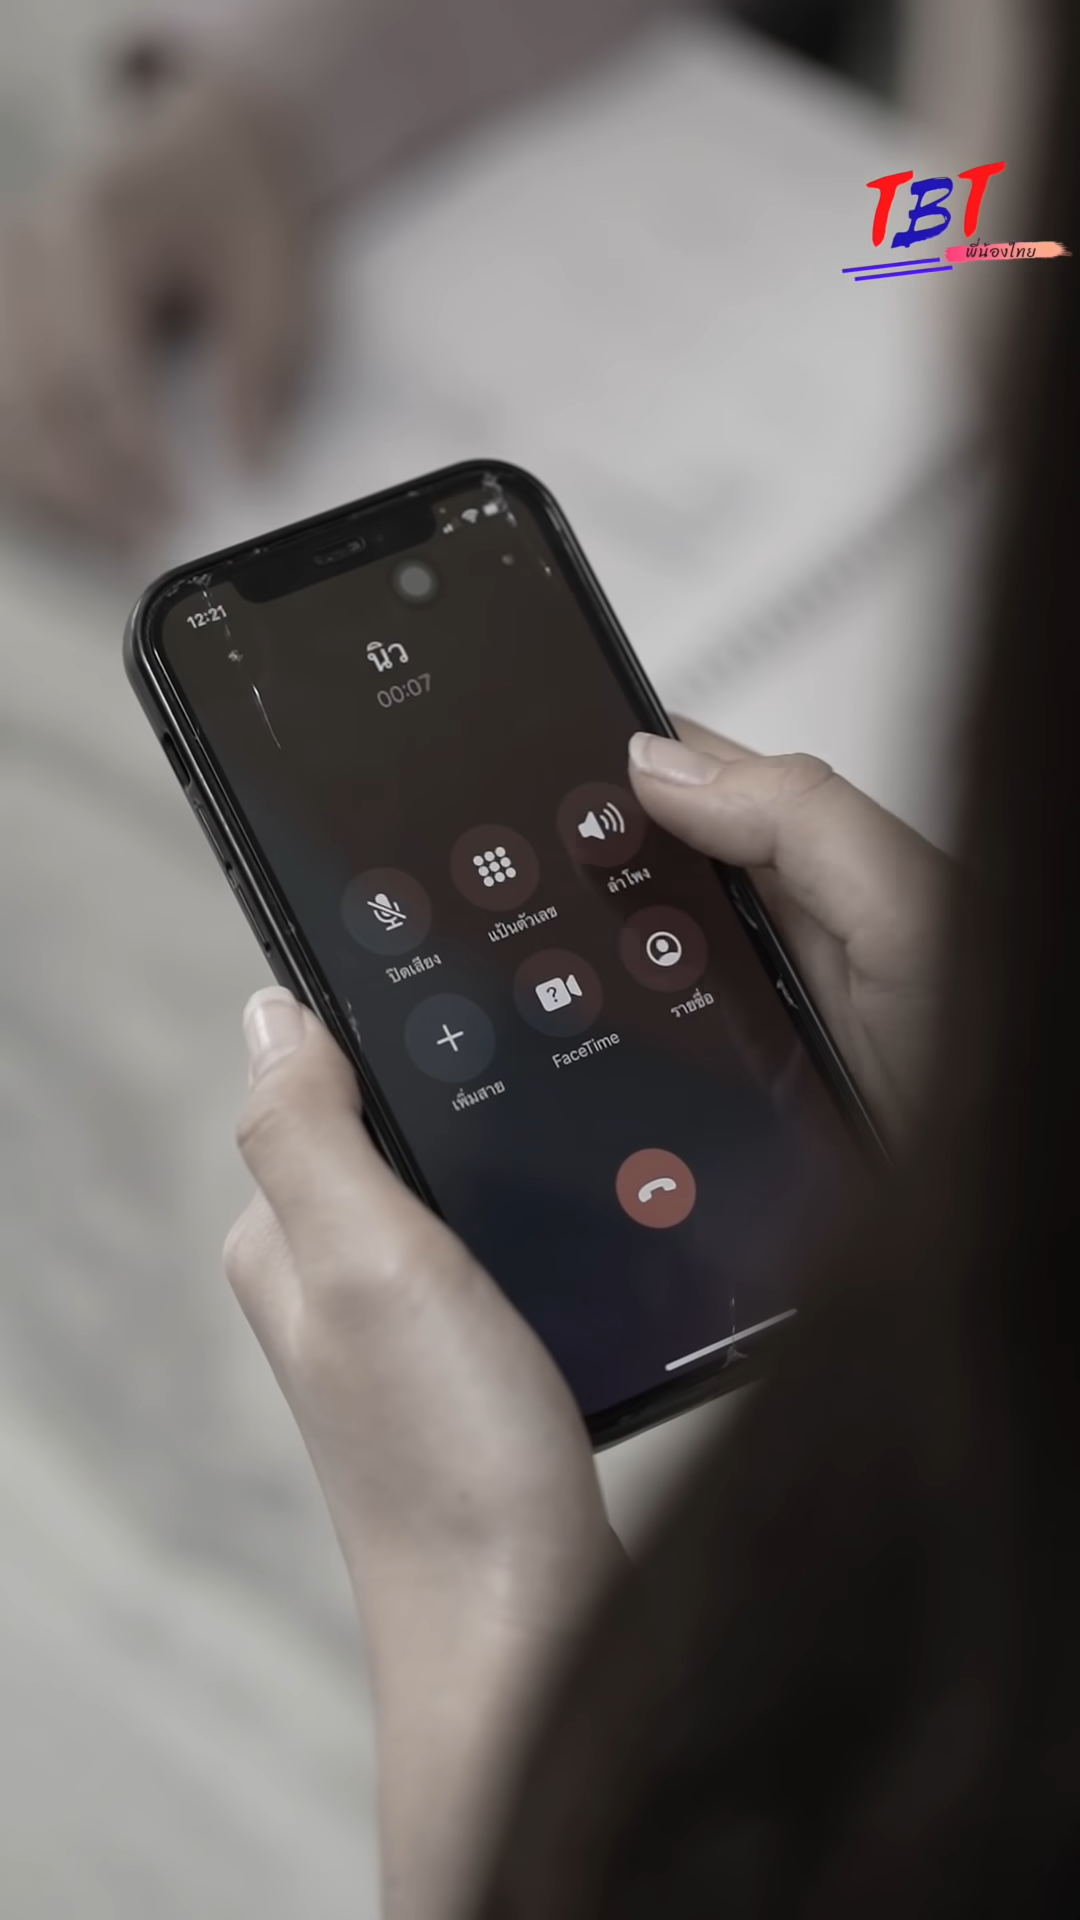 TBT
พี่น้องไทย
12:21
นิว
00:07
ปิดเสียง
แป้นตัวเลข
ลำโพง
เพิ่มสาย
FaceTime
รายชื่อ